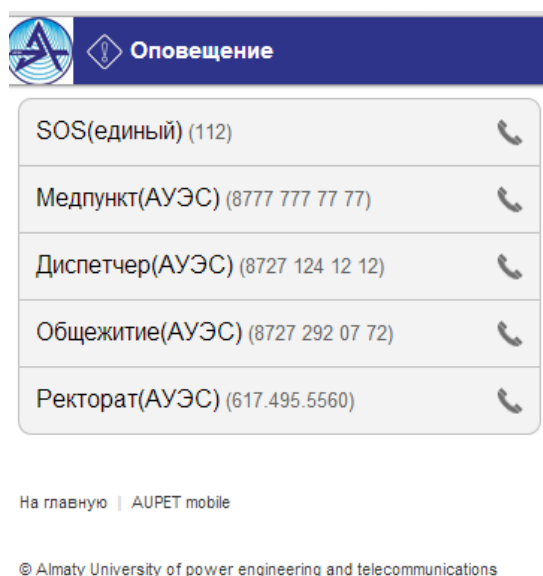 Оповещение
SOS(единый) (112)
Медпункт(АУЭС) (8777 777 77 77)
Диспетчер(АУЭС) (8727 124 12 12)
Общежитие(АУЭС) (8727 292 07 72)
Ректорат(АУЭС) (617.495.5560)
На главную | AUPET mobile
© Almaty University of power engineering and telecommunications